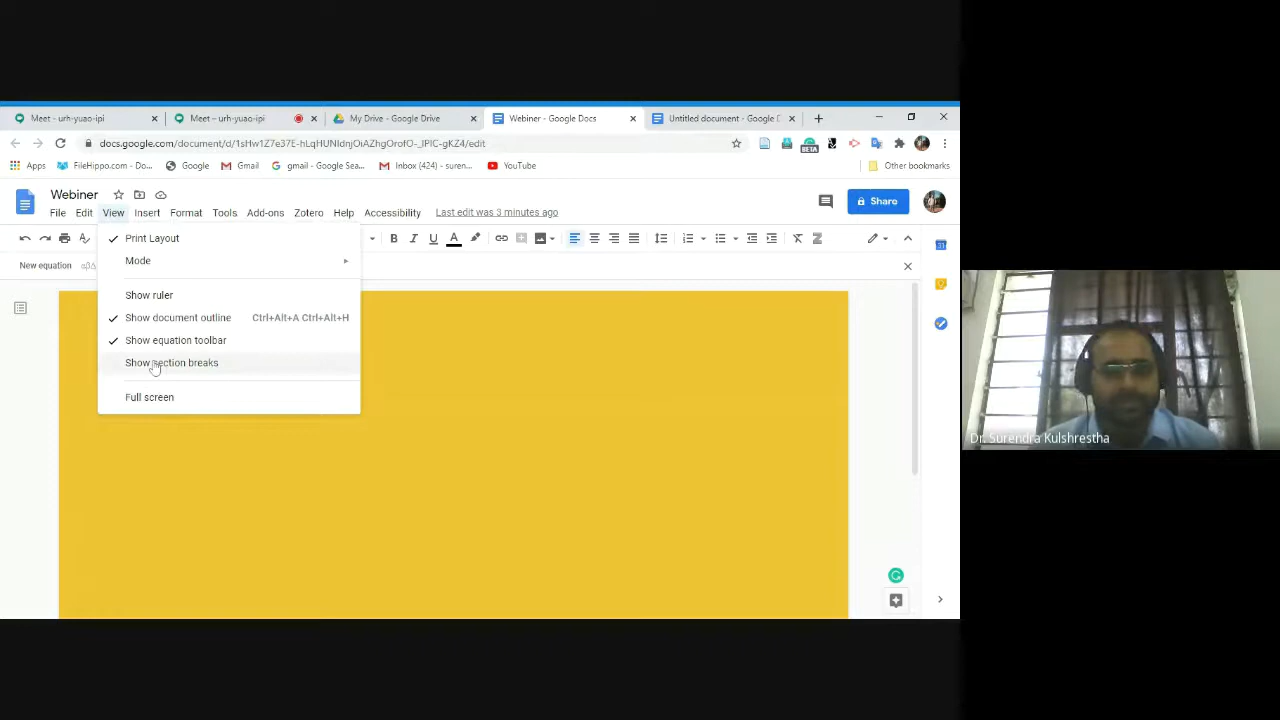 Meet - urh-yuao-ipi
Meet – urh-yuao-ipi
My Drive - Google Drive
Webiner - Google Docs
Untitled document - Google D
docs.google.com/document/d/1sHw1Z7e37E-hLqHUNIdnjOiAZhgOrofO-_IPIC-gKZ4/edit
BETA
Apps
FileHippo.com - Do...
Google
Gmail
gmail - Google Sea...
Inbox (424) - suren...
YouTube
Other bookmarks
Webiner
Share
File Edit View Insert Format Tools Add-ons Zotero Help Accessibility Last edit was 3 minutes ago
Print Layout
B I U A
Z
31
New equation
Mode
Show ruler
Show document outline Ctrl+Alt+A Ctrl+Alt+H
Show equation toolbar
Show section breaks
Full screen
Dr. Surendra Kulshrestha